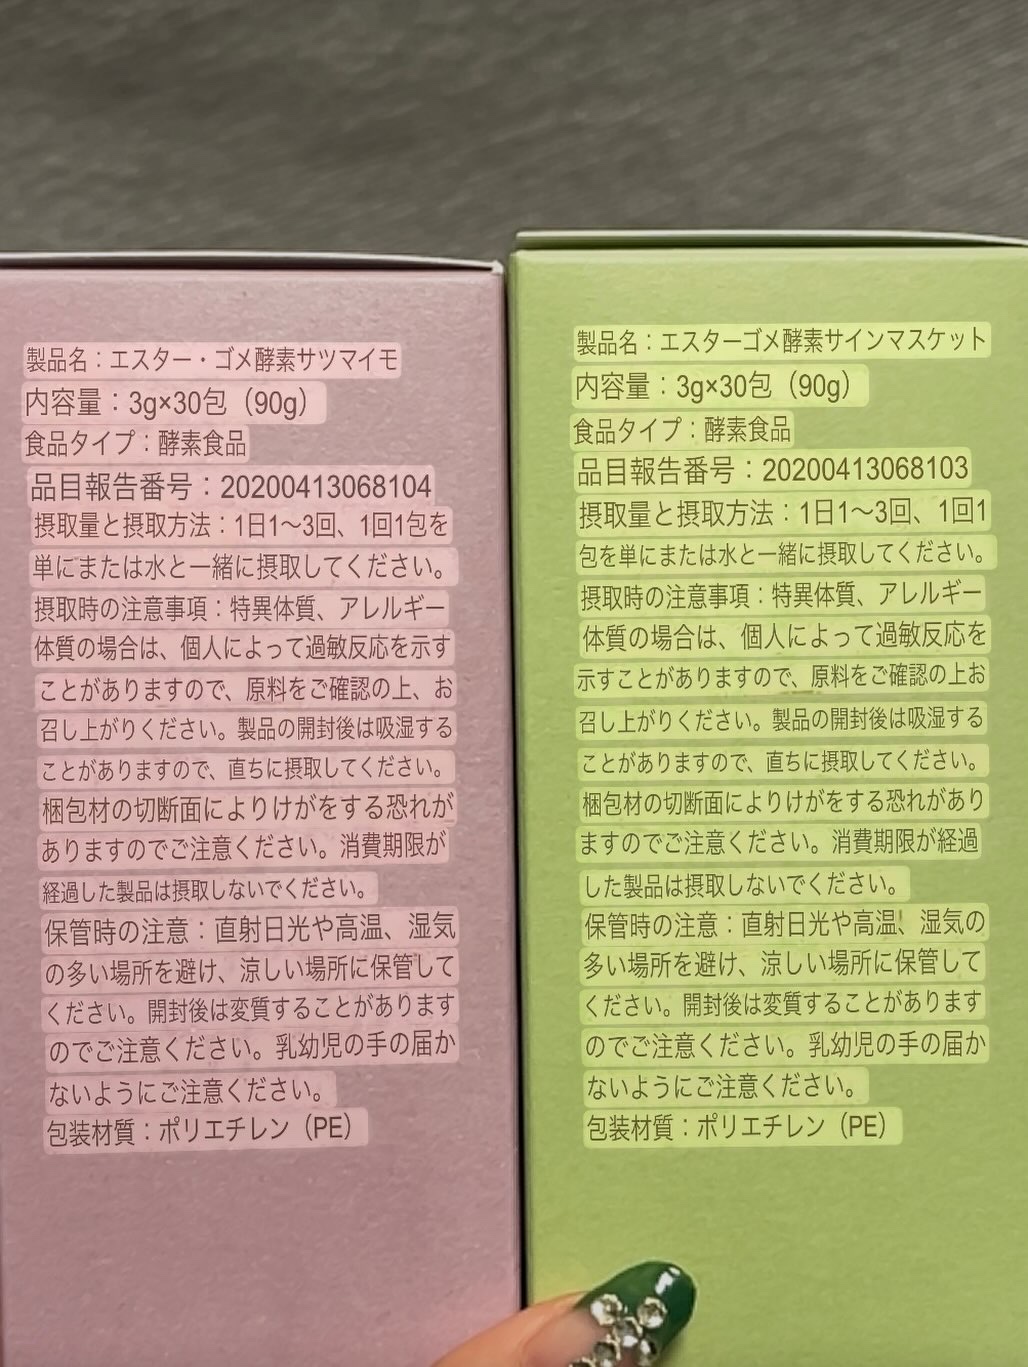 製品名：エスター・ゴメ酵素サツマイモ
内容量：3g×30包（90g）
食品タイプ：酵素食品
品目報告番号：20200413068104
摂取量と摂取方法：1日1〜3回、1回1包を
単にまたは水と一緒に摂取してください。
摂取時の注意事項：特異体質、アレルギー
体質の場合は、個人によって過敏反応を示す
ことがありますので、原料をご確認の上、お
召し上がりください。製品の開封後は吸湿する
ことがありますので、直ちに摂取してください。
梱包材の切断面によりけがをする恐れが
ありますのでご注意ください。消費期限が
経過した製品は摂取しないでください。
保管時の注意：直射日光や高温、湿気
の多い場所を避け、涼しい場所に保管して
ください。開封後は変質することがあります
のでご注意ください。乳幼児の手の届か
ないようにご注意ください。
包装材質：ポリエチレン（PE）
製品名：エスターゴメ酵素サインマスケット
内容量：3g×30包（90g）
食品タイプ：酵素食品
品目報告番号：20200413068103
摂取量と摂取方法：1日1〜3回、1回1
包を単にまたは水と一緒に摂取してください。
摂取時の注意事項：特異体質、アレルギー
体質の場合は、個人によって過敏反応を
示すことがありますので、原料をご確認の上お
召し上がりください。製品の開封後は吸湿する
ことがありますので、直ちに摂取してください。
梱包材の切断面によりけがをする恐れがあり
ますのでご注意ください。消費期限が経過
した製品は摂取しないでください。
保管時の注意：直射日光や高温、湿気の
多い場所を避け、涼しい場所に保管して
ください。開封後は変質することがあります
のでご注意ください。乳幼児の手の届か
ないようにご注意ください。
包装材質：ポリエチレン（PE）